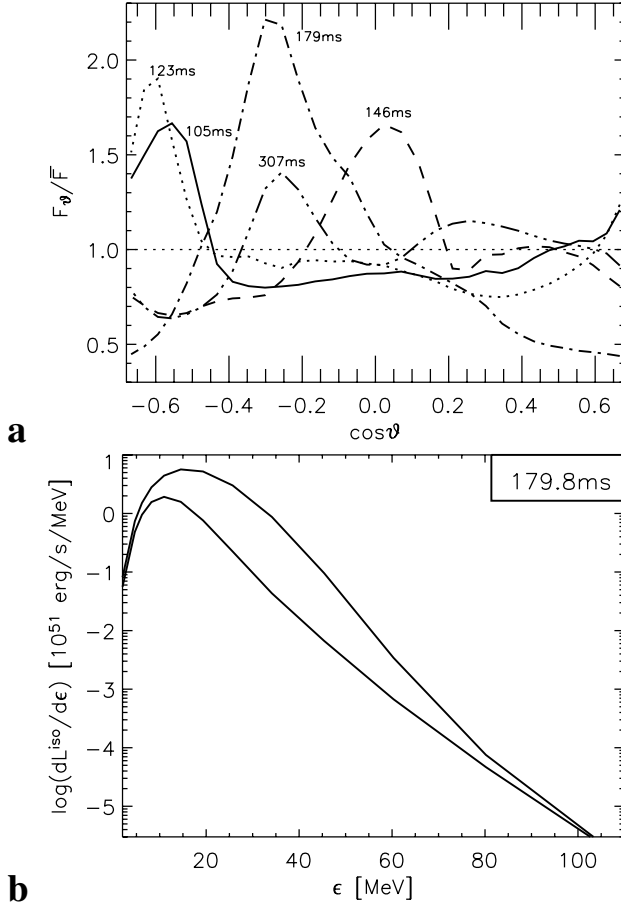 2.0
1.5
1.0
0.5
F_ϑ/F̅
123ms
105ms
179ms
307ms
146ms
−0.6 −0.4 −0.2 0.0 0.2 0.4 0.6
cosϑ
a
179.8ms
1
0
−1
−2
−3
−4
−5
log(dL^iso/dε) [10^51 erg/s/MeV]
20 40 60 80 100
ε [MeV]
b